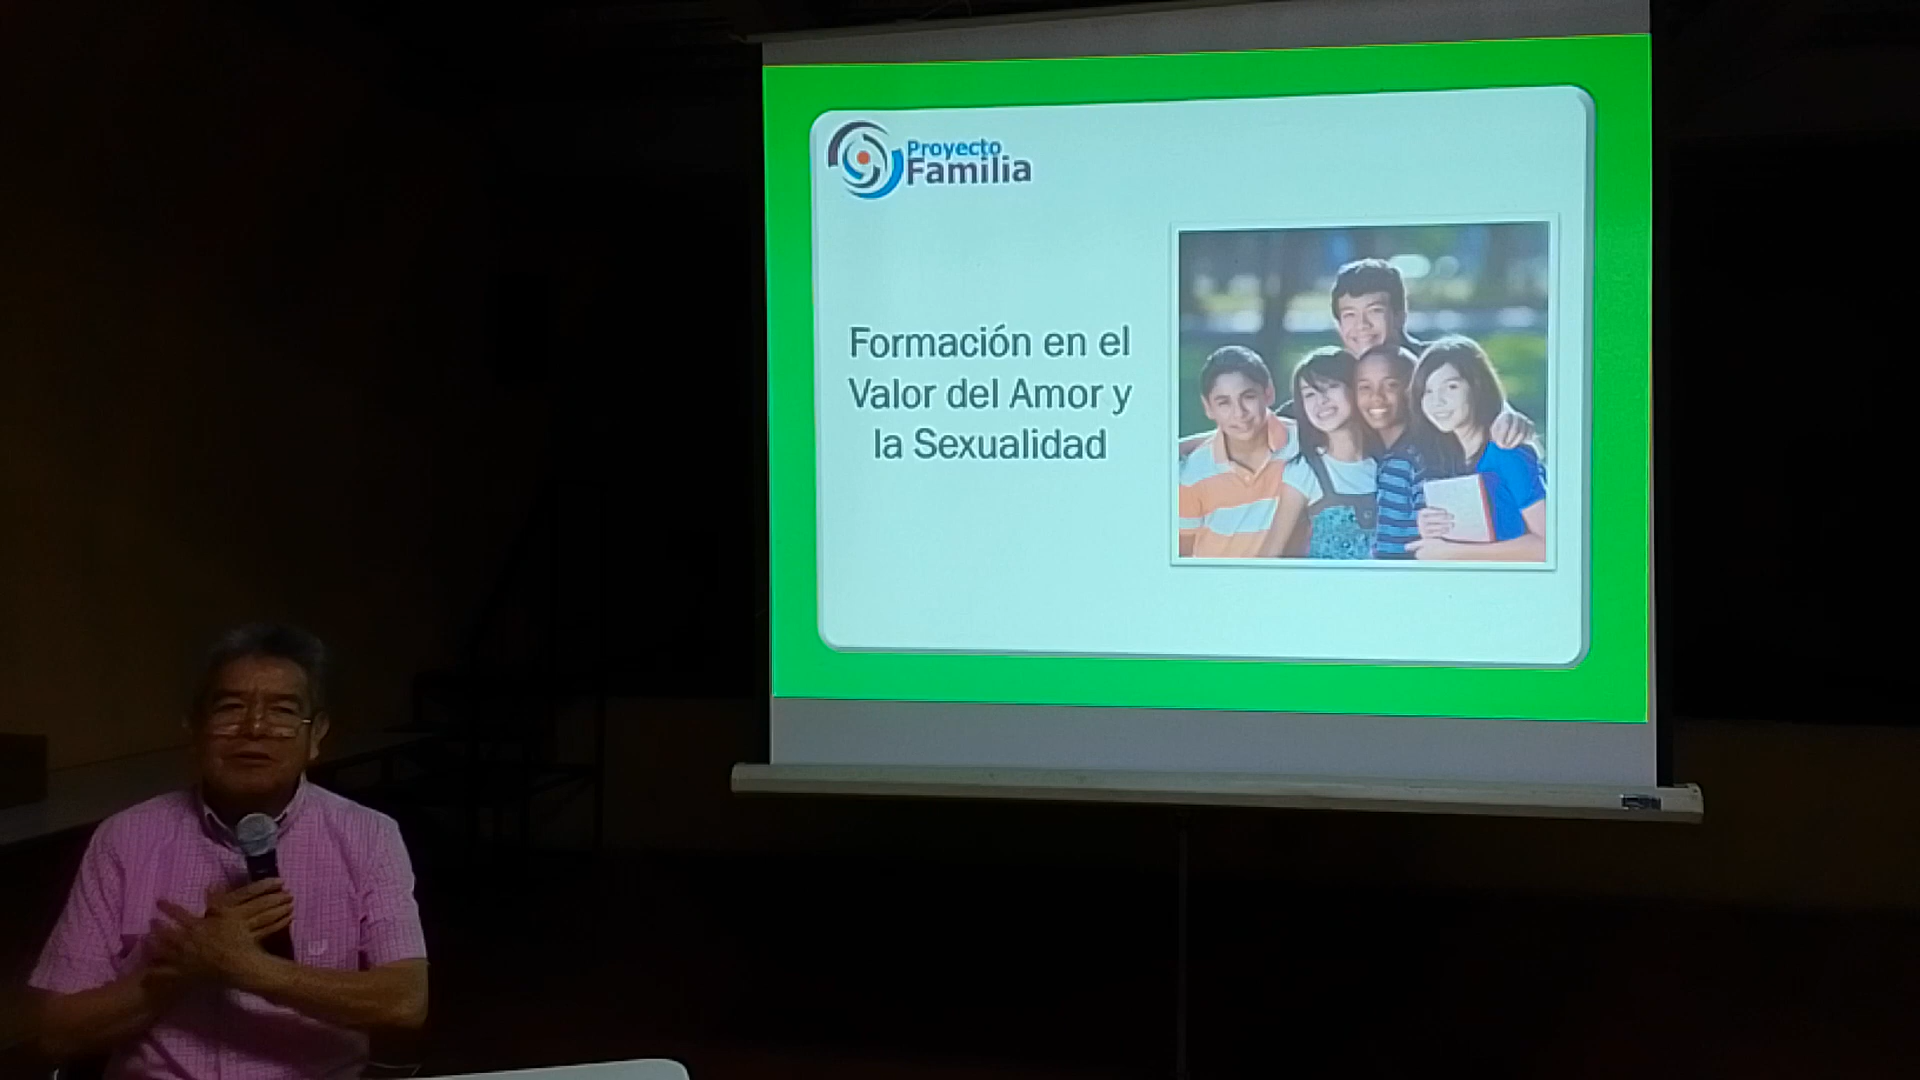 Proyecto
Familia
Formación en el
Valor del Amor y
la Sexualidad